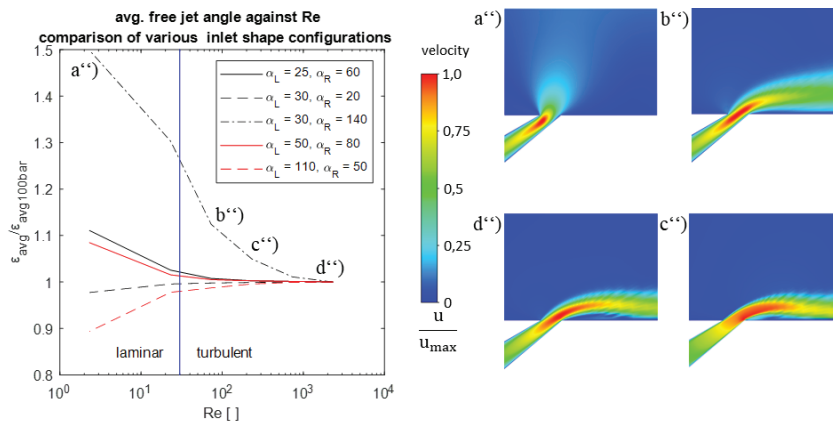 avg. free jet angle against Re
comparison of various inlet shape configurations
ε_avg/ε_avg100bar
1.5
1.4
1.3
1.2
1.1
1
0.9
0.8
a“)
b“)
c“)
d“)
α_L = 25, α_R = 60
α_L = 30, α_R = 20
α_L = 30, α_R = 140
α_L = 50, α_R = 80
α_L = 110, α_R = 50
laminar
turbulent
10^0
10^1
10^2
10^3
10^4
Re [ ]
velocity
1,0
0,75
0,5
0,25
0
u
u_max
a“)
b“)
d“)
c“)